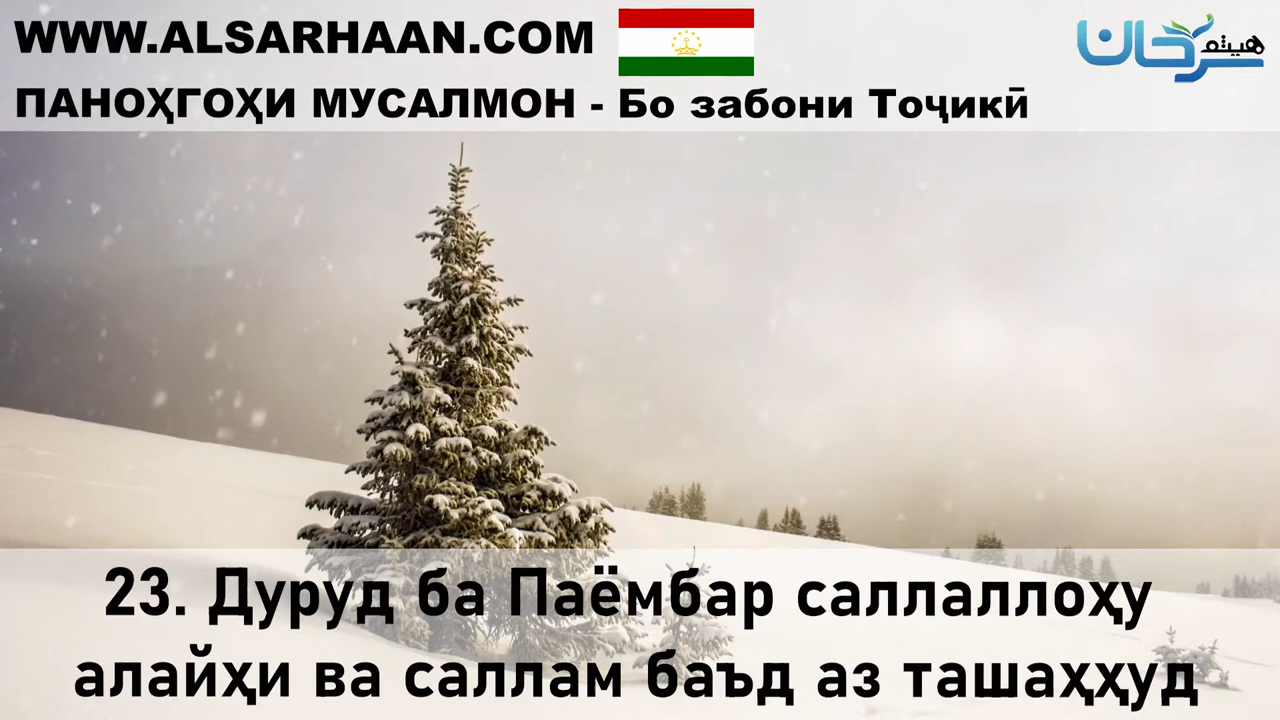 WWW.ALSARHAAN.COM
هيثم
سرحان
ПАНОҲГОҲИ МУСАЛМОН - Бо забони Тоҷикӣ
23. Дуруд ба Паёмбар саллаллоҳу
алайҳи ва саллам баъд аз ташаҳҳуд